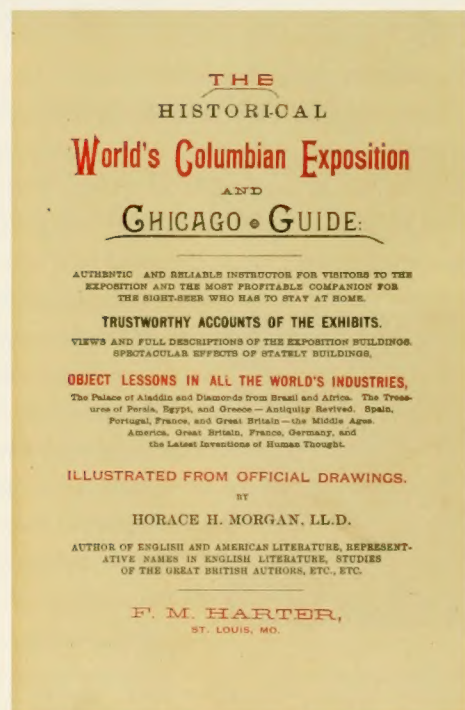 THE
HISTORICAL
World's Columbian Exposition
AND
CHICAGO GUIDE:
AUTHENTIC AND RELIABLE INSTRUCTOR FOR VISITORS TO THE
EXPOSITION AND THE MOST PROFITABLE COMPANION FOR
THE SIGHT-SEER WHO HAS TO STAY AT HOME.
TRUSTWORTHY ACCOUNTS OF THE EXHIBITS.
VIEWS AND FULL DESCRIPTIONS OF THE EXPOSITION BUILDINGS.
SPECTACULAR EFFECTS OF STATELY BUILDINGS,
OBJECT LESSONS IN ALL THE WORLD'S INDUSTRIES,
The Palace of Aladdin and Diamonds from Brazil and Africa. The Treas-
ures of Persia, Egypt, and Greece — Antiquity Revived. Spain,
Portugal, France, and Great Britain — the Middle Ages.
America, Great Britain, France, Germany, and
the Latest Inventions of Human Thought.
ILLUSTRATED FROM OFFICIAL DRAWINGS.
BY
HORACE H. MORGAN, LL.D.
AUTHOR OF ENGLISH AND AMERICAN LITERATURE, REPRESENT-
ATIVE NAMES IN ENGLISH LITERATURE, STUDIES
OF THE GREAT BRITISH AUTHORS, ETC., ETC.
F. M. HARTER,
ST. LOUIS, MO.